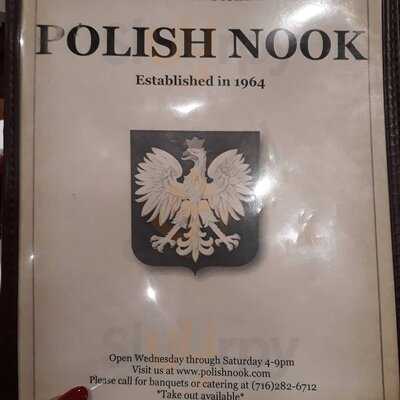 POLISH NOOK
Established in 1964
Open Wednesday through Saturday 4-9pm
Visit us at www.polishnook.com
Please call for banquets or catering at (716)282-6712
*Take out available*